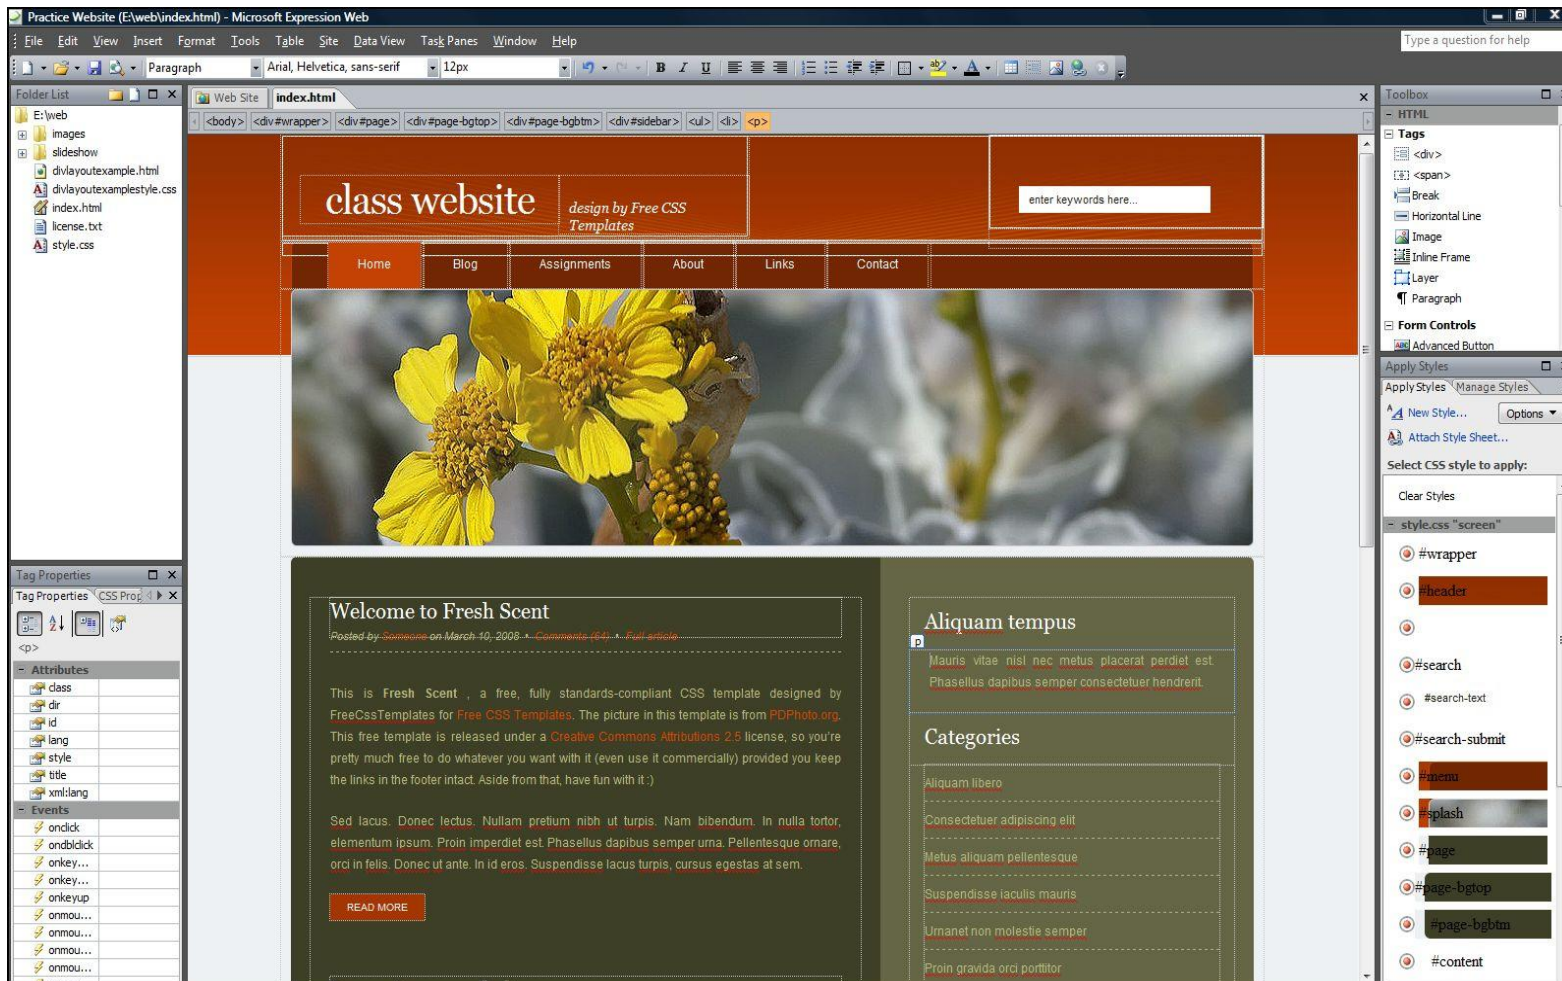 Practice Website (E:\web\index.html) - Microsoft Expression Web
File Edit View Insert Format Tools Table Site Data View Task Panes Window Help
Type a question for help
Paragraph Arial, Helvetica, sans-serif 12px
Folder List
E:\web
images
slideshow
divlayoutexample.html
divlayoutexamplestyle.css
index.html
license.txt
style.css
Tag Properties
Tag Properties CSS Prop
<p>
Attributes
class
dir
id
lang
style
title
xml:lang
Events
onclick
ondblclick
onkey...
onkey...
onkeyup
onmou...
onmou...
onmou...
onmou...
Web Site index.html
<body> <div#wrapper> <div#page> <div#page-bgtop> <div#page-bgbtm> <div#sidebar> <ul> <li> <p>
class website
design by Free CSS
Templates
enter keywords here...
Home Blog Assignments About Links Contact
Welcome to Fresh Scent
Posted by Someone on March 10, 2008 • Comments (64) • Full article
This is Fresh Scent , a free, fully standards-compliant CSS template designed by
FreeCssTemplates for Free CSS Templates. The picture in this template is from PDPhoto.org.
This free template is released under a Creative Commons Attributions 2.5 license, so you're
pretty much free to do whatever you want with it (even use it commercially) provided you keep
the links in the footer intact. Aside from that, have fun with it :)
Sed lacus. Donec lectus. Nullam pretium nibh ut turpis. Nam bibendum. In nulla tortor,
elementum ipsum. Proin imperdiet est. Phasellus dapibus semper urna. Pellentesque ornare,
orci in felis. Donec ut ante. In id eros. Suspendisse lacus turpis, cursus egestas at sem.
READ MORE
Aliquam tempus
p
Mauris vitae nisl nec metus placerat perdiet est.
Phasellus dapibus semper consectetuer hendrerit.
Categories
Aliquam libero
Consectetuer adipiscing elit
Metus aliquam pellentesque
Suspendisse iaculis mauris
Urnanet non molestie semper
Proin gravida orci porttitor
Toolbox
HTML
Tags
<div>
<span>
Break
Horizontal Line
Image
Inline Frame
Layer
Paragraph
Form Controls
Advanced Button
Apply Styles
Apply Styles Manage Styles
New Style... Options
Attach Style Sheet...
Select CSS style to apply:
Clear Styles
style.css "screen"
#wrapper
#header
#search
#search-text
#search-submit
#menu
#splash
#page
#page-bgtop
#page-bgbtm
#content